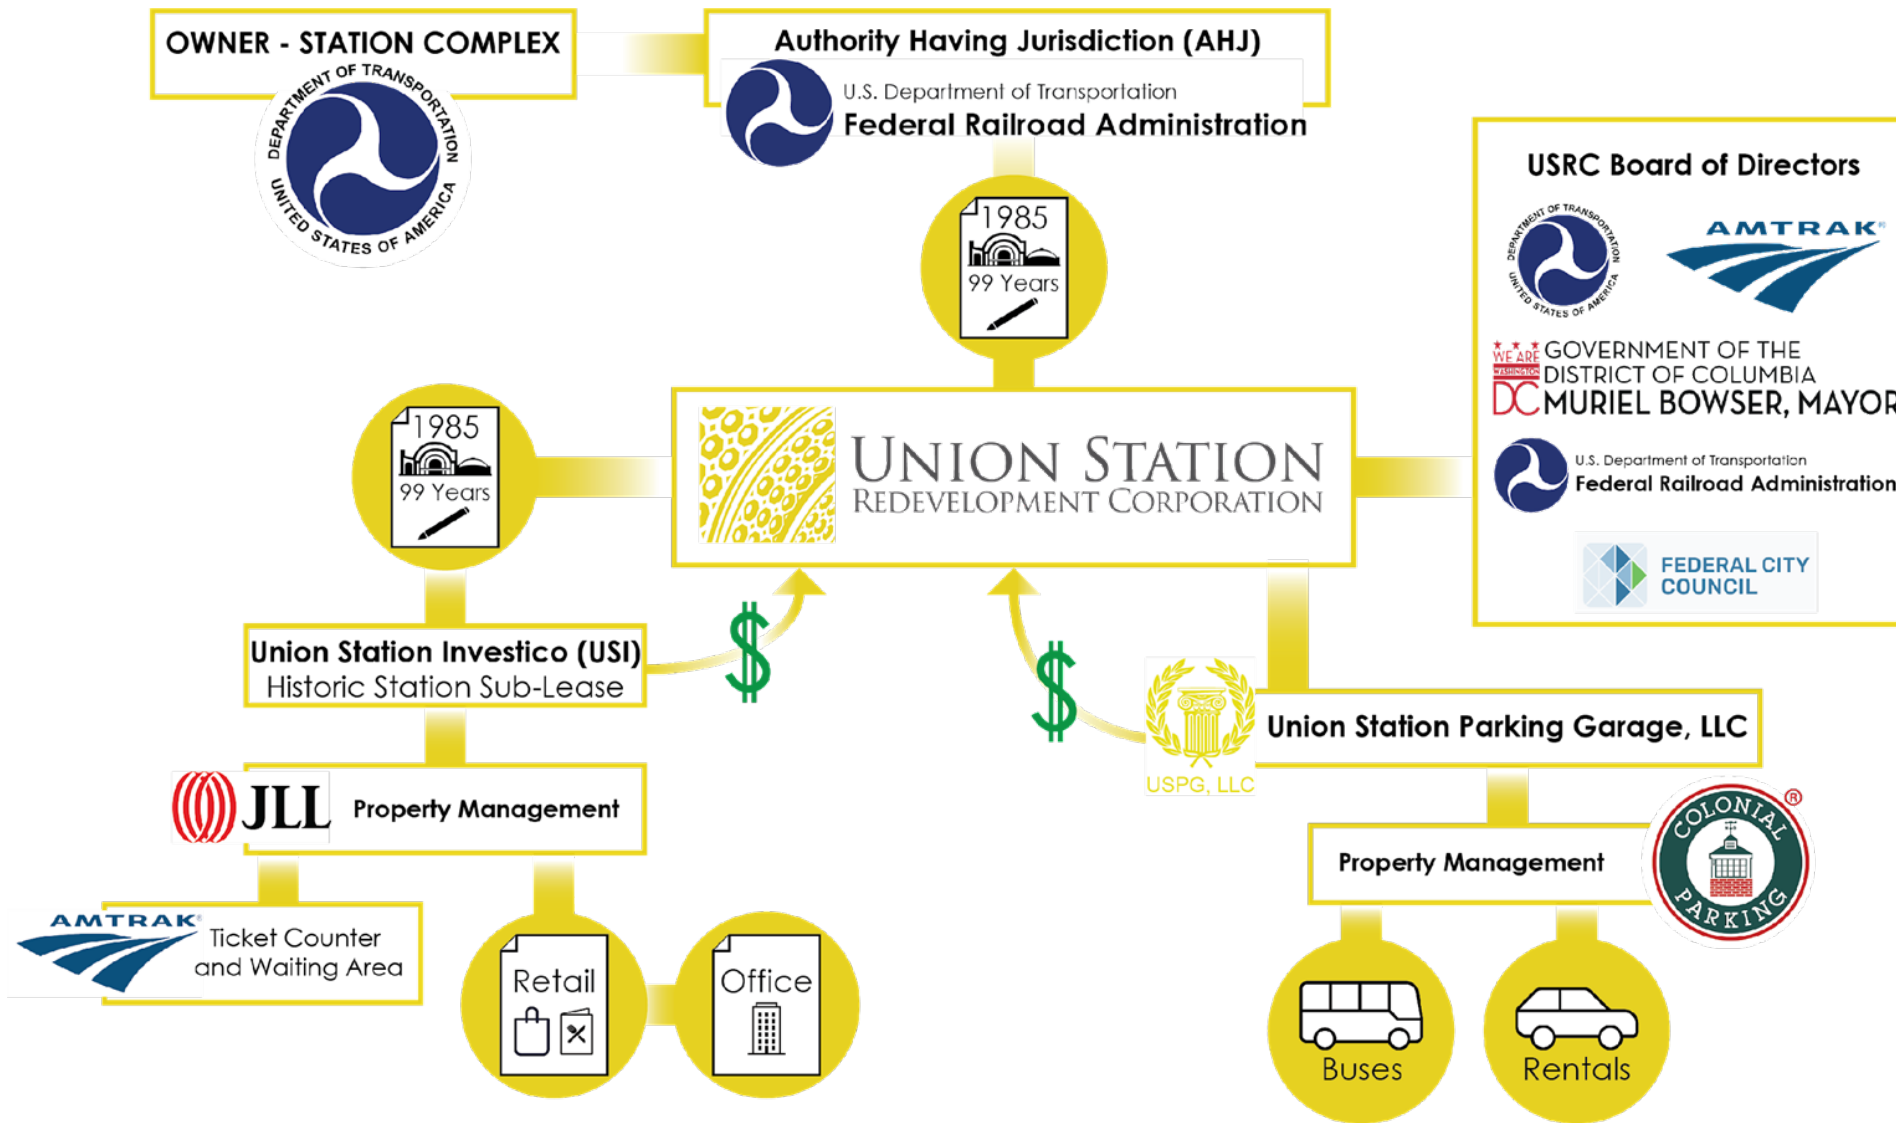 OWNER - STATION COMPLEX
DEPARTMENT OF TRANSPORTATION
UNITED STATES OF AMERICA
Authority Having Jurisdiction (AHJ)
U.S. Department of Transportation
Federal Railroad Administration
1985
99 Years
USRC Board of Directors
DEPARTMENT OF TRANSPORTATION
UNITED STATES OF AMERICA
AMTRAK®
WE ARE
WASHINGTON
DC
GOVERNMENT OF THE
DISTRICT OF COLUMBIA
MURIEL BOWSER, MAYOR
U.S. Department of Transportation
Federal Railroad Administration
FEDERAL CITY
COUNCIL
1985
99 Years
UNION STATION
REDEVELOPMENT CORPORATION
Union Station Investico (USI)
Historic Station Sub-Lease
$
$
USPG, LLC
Union Station Parking Garage, LLC
JLL
Property Management
Property Management
COLONIAL
PARKING
®
AMTRAK®
Ticket Counter
and Waiting Area
Retail
Office
Buses
Rentals